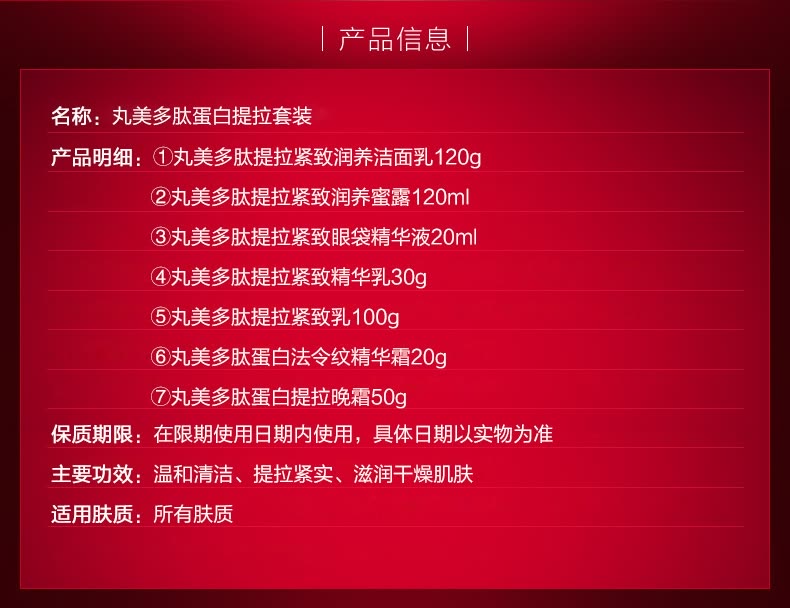 产品信息
名称：丸美多肽蛋白提拉套装
产品明细：①丸美多肽提拉紧致润养洁面乳120g
②丸美多肽提拉紧致润养蜜露120ml
③丸美多肽提拉紧致眼袋精华液20ml
④丸美多肽提拉紧致精华乳30g
⑤丸美多肽提拉紧致乳100g
⑥丸美多肽蛋白法令纹精华霜20g
⑦丸美多肽蛋白提拉晚霜50g
保质期限：在限期使用日期内使用，具体日期以实物为准
主要功效：温和清洁、提拉紧实、滋润干燥肌肤
适用肤质：所有肤质